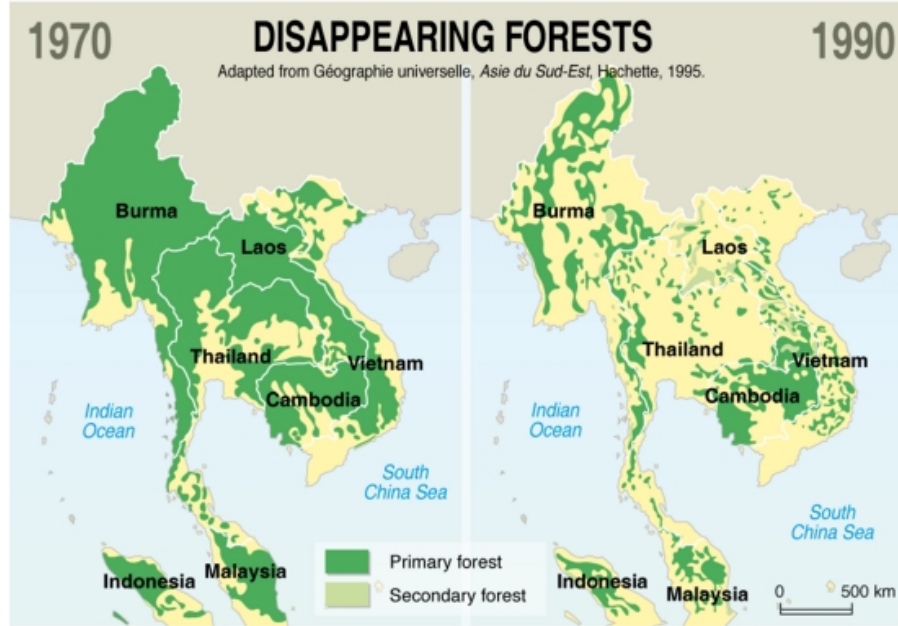 1970
DISAPPEARING FORESTS
1990
Adapted from Géographie universelle, Asie du Sud-Est, Hachette, 1995.
Burma
Laos
Thailand
Vietnam
Cambodia
Indian
Ocean
South
China Sea
Indonesia
Malaysia
Burma
Laos
Thailand
Vietnam
Cambodia
Indian
Ocean
South
China Sea
Indonesia
Malaysia
Primary forest
Secondary forest
0 500 km